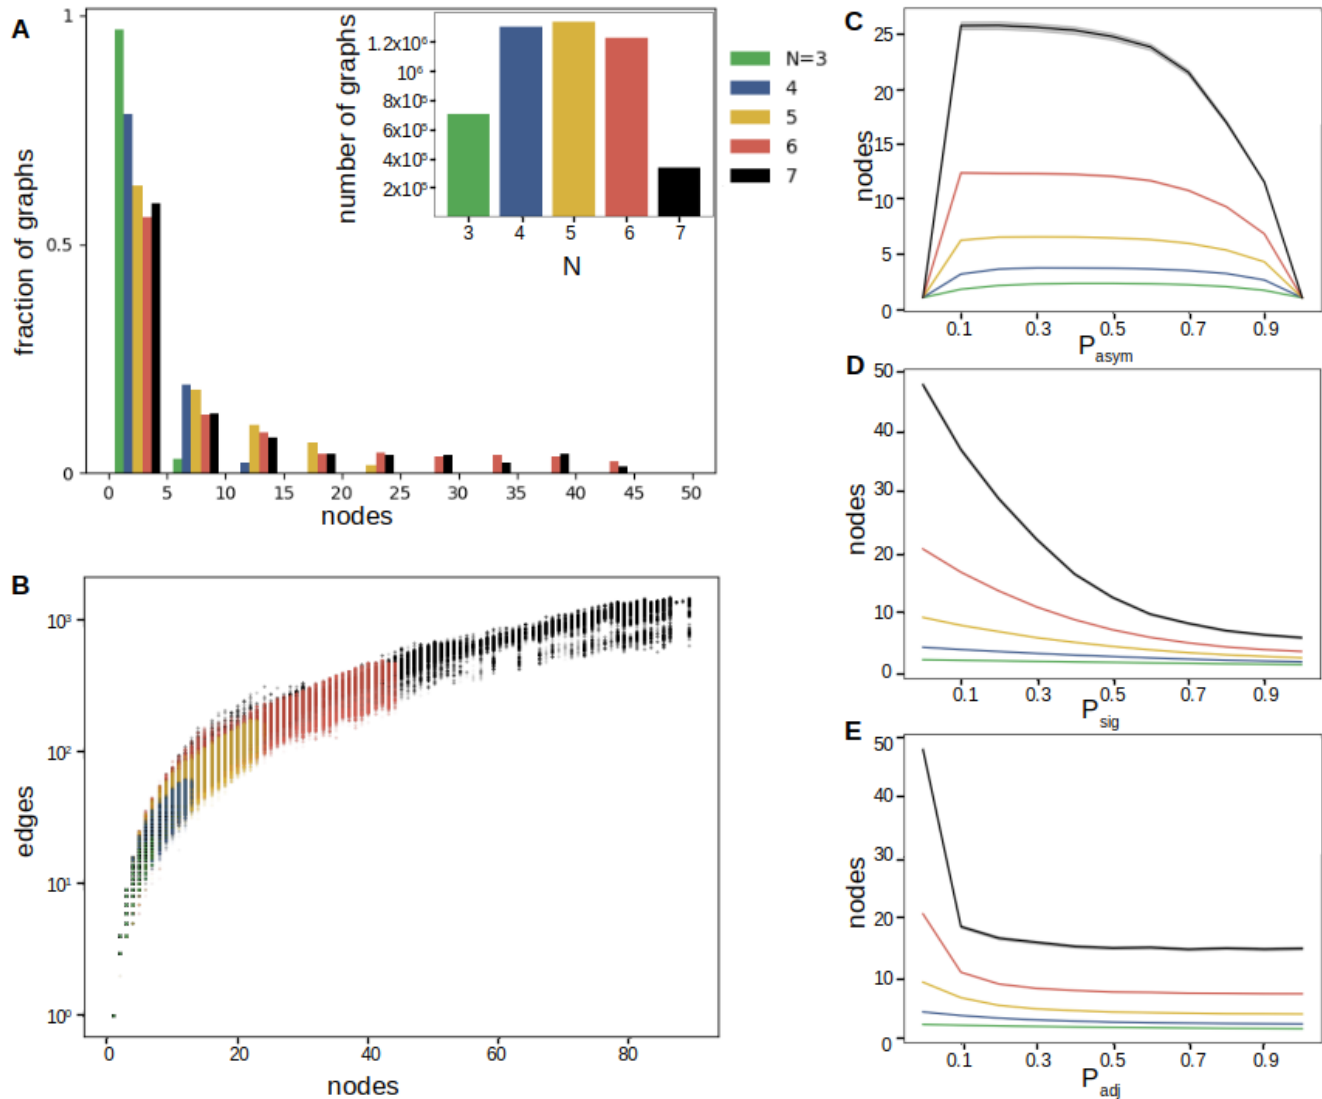 A
1
0.5
0
fraction of graphs
0
5
10
15
20
25
30
35
40
45
50
nodes
number of graphs
1.2x10⁶
10⁶
8x10⁵
6x10⁵
4x10⁵
2x10⁵
3
4
5
6
7
N
N=3
4
5
6
7
B
10³
10²
10¹
10⁰
edges
0
20
40
60
80
nodes
C
25
20
15
10
5
0
nodes
0.1
0.3
0.5
0.7
0.9
Pasym
D
50
40
30
20
10
0
nodes
0.1
0.3
0.5
0.7
0.9
Psig
E
50
40
30
20
10
0
nodes
0.1
0.3
0.5
0.7
0.9
Padj